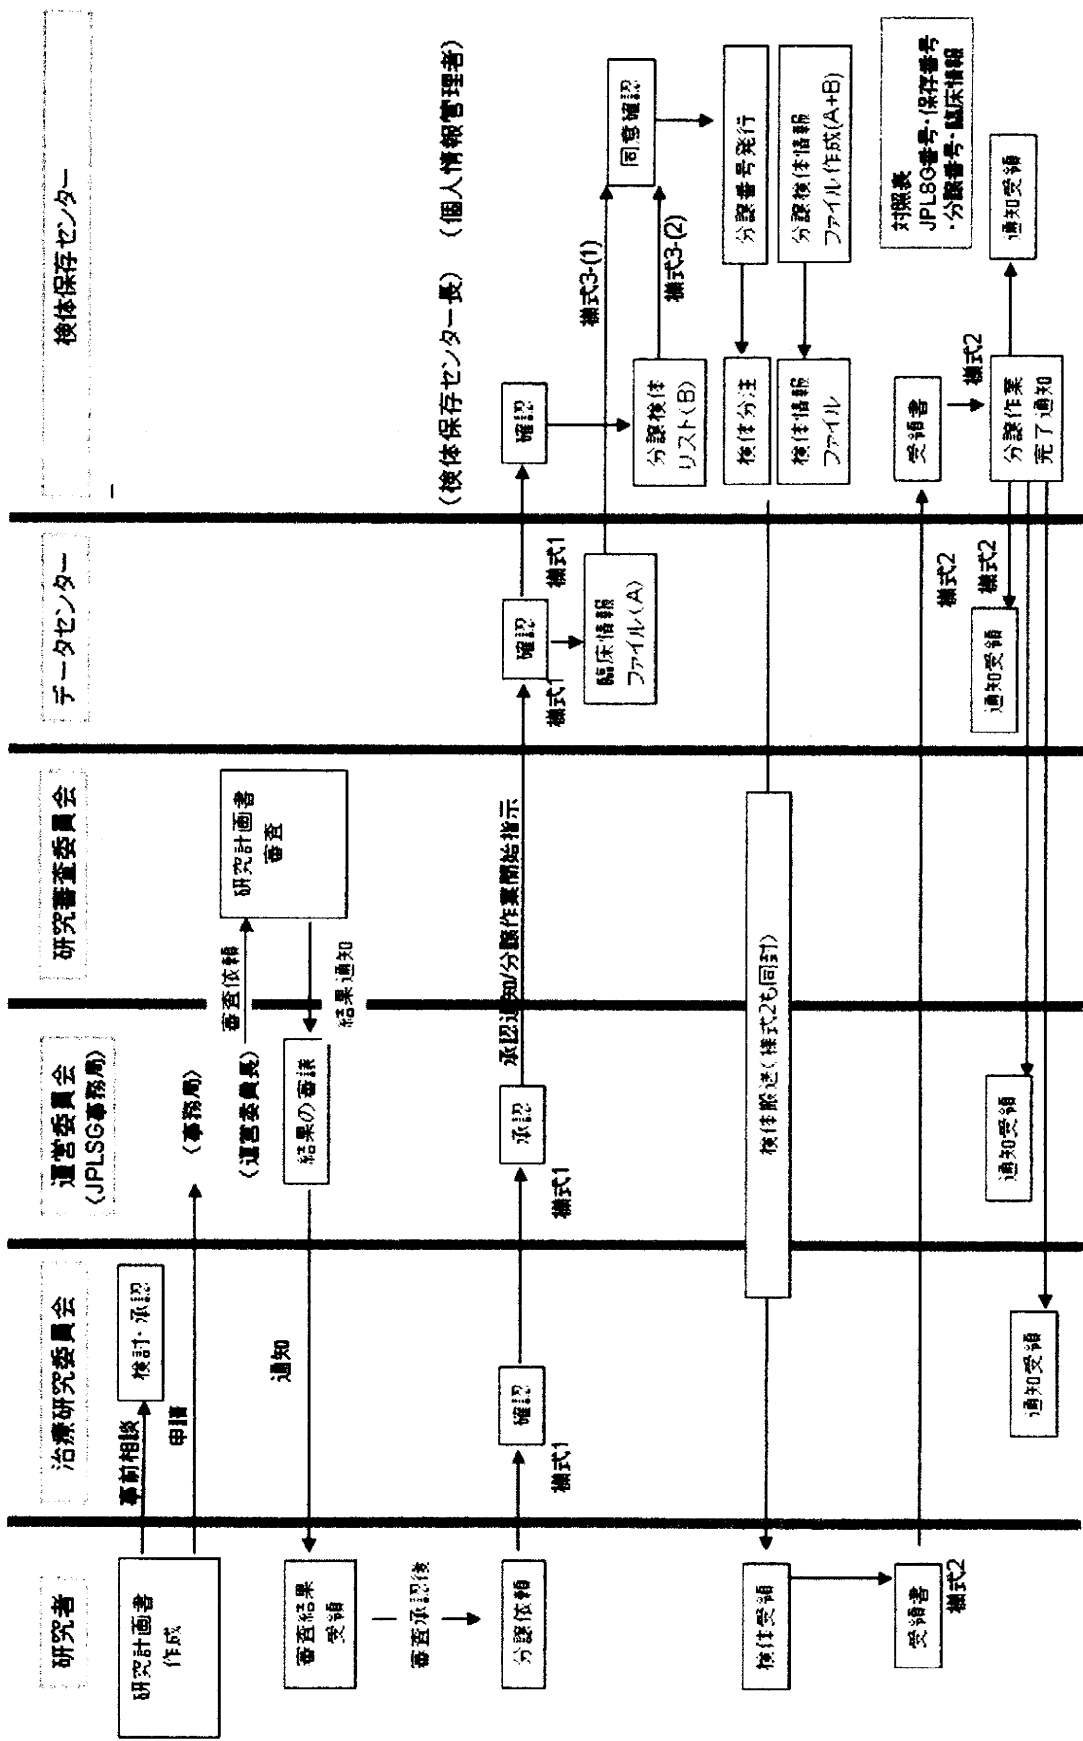 研究者
治療研究委員会
運営委員会
(JPLSG事務局)
研究審査委員会
データセンター
検体保存センター
研究計画書
作成
事前相談
検討・承認
申請
(事務局)
(運営委員長)
審査依頼
研究計画書
審査
結果通知
結果の審議
通知
審査結果
受領
審査承認後
分譲依頼
様式1
確認
様式1
承認
承認通知/分譲作業開始指示
様式1
確認
様式1
確認
(検体保存センター長)
(個人情報管理者)
臨床情報
ファイル(A)
様式3-(1)
分譲検体
リスト(B)
様式3-(2)
同意確認
分譲番号発行
検体分注
分譲検体情報
ファイル作成(A+B)
検体情報
ファイル
検体搬送(様式2も同封)
検体受領
受領書
様式2
様式2
受領書
様式2
対照表
JPLSG番号・保存番号
・分譲番号・臨床情報
分譲作業
完了通知
通知受領
様式2
通知受領
通知受領
通知受領